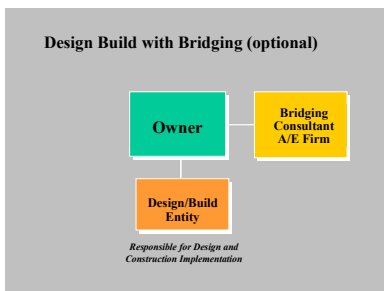 Design Build with Bridging (optional)
Owner
Bridging
Consultant
A/E Firm
Design/Build
Entity
Responsible for Design and
Construction Implementation